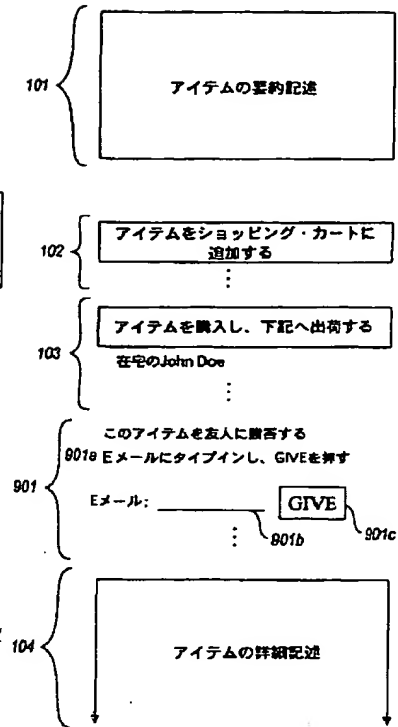 101
アイテムの要約記述
102
アイテムをショッピング・カートに
追加する
103
アイテムを購入し、下記へ出荷する
在宅のJohn Doe
901
このアイテムを友人に贈答する
901a Eメールにタイプインし、GIVEを押す
Eメール: GIVE
901b 901c
104
アイテムの詳細記述